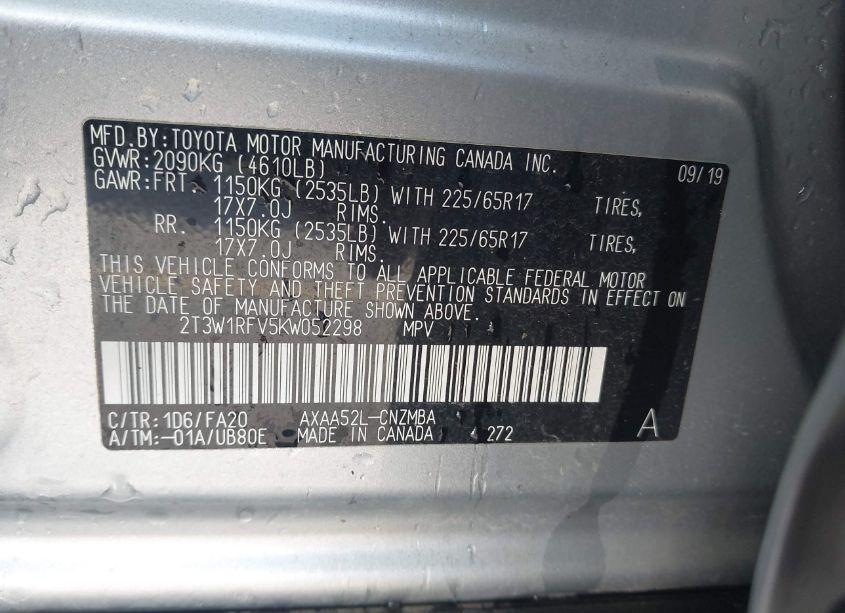 MFD.BY:TOYOTA MOTOR MANUFACTURING CANADA INC.
GVWR:2090KG (4610LB) 09/19
GAWR:FRT. 1150KG (2535LB) WITH 225/65R17 TIRES,
17X7.0J RIMS.
RR. 1150KG (2535LB) WITH 225/65R17 TIRES,
17X7.0J RIMS.
THIS VEHICLE CONFORMS TO ALL APPLICABLE FEDERAL MOTOR
VEHICLE SAFETY AND THEFT PREVENTION STANDARDS IN EFFECT ON
THE DATE OF MANUFACTURE SHOWN ABOVE.
2T3W1RFV5KW052298 MPV
C/TR:1D6/FA20 AXAA52L-CNZMBA
A/TM:-01A/UB80E MADE IN CANADA 4 272 A